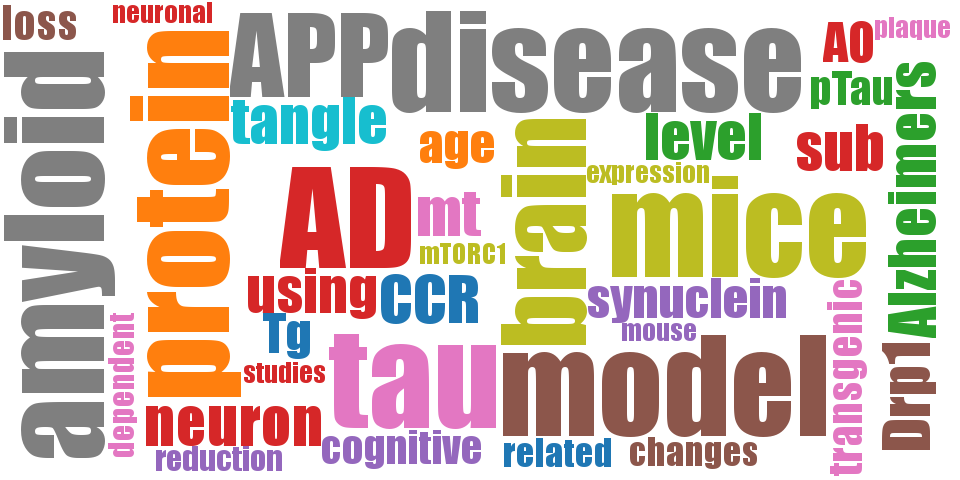 loss
neuronal
APP
disease
AO
plaque
amyloid
protein
tangle
age
brain
level
sub
pTau
Alzheimers
expression
AD
mt
mTORC1
mice
using
CCR
synuclein
mouse
Tg
studies
tau
model
transgenic
Drp1
dependent
neuron
reduction
cognitive
related
changes